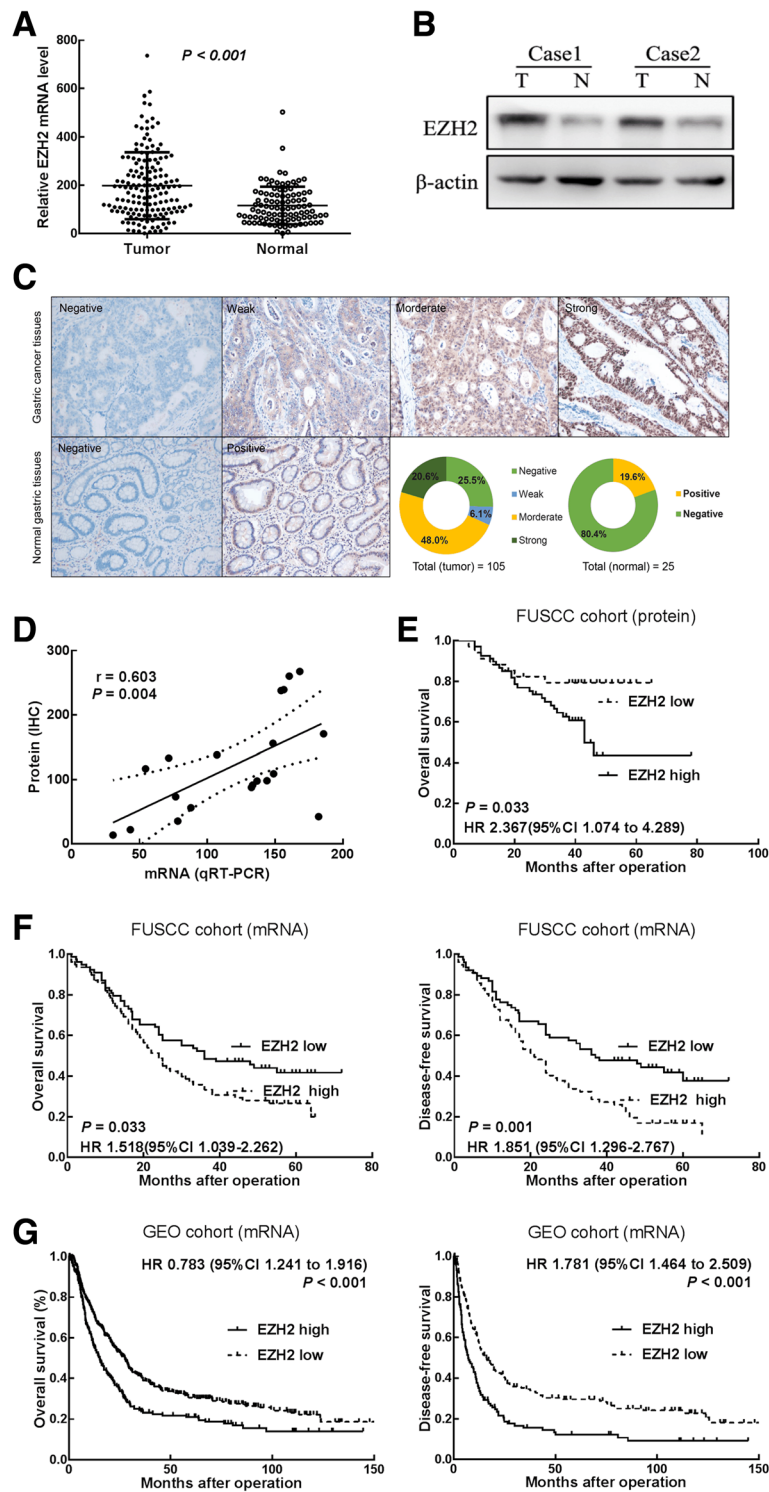 A
Relative EZH2 mRNA level
800
600
400
200
0
P < 0.001
Tumor
Normal
B
Case1 Case2
T N T N
EZH2
β-actin
C
Gastric cancer tissues
Negative
Weak
Morderate
Strong
Normal gastric tissues
Negative
Positive
20.6%
25.5%
6.1%
48.0%
Negative
Weak
Morderate
Strong
Total (tumor) = 105
19.6%
80.4%
Positive
Negative
Total (normal) = 25
D
r = 0.603
P = 0.004
Protein (IHC)
300
200
100
0
0 50 100 150 200
mRNA (qRT-PCR)
E
FUSCC cohort (protein)
Overall survival
1.0
0.8
0.6
0.4
0.2
0.0
EZH2 low
EZH2 high
P = 0.033
HR 2.367(95%CI 1.074 to 4.289)
0 20 40 60 80 100
Months after operation
F
FUSCC cohort (mRNA)
Overall survival
1.0
0.8
0.6
0.4
0.2
0.0
EZH2 low
EZH2 high
P = 0.033
HR 1.518(95%CI 1.039-2.262)
0 20 40 60 80
Months after operation
FUSCC cohort (mRNA)
Disease-free survival
1.0
0.8
0.6
0.4
0.2
0.0
EZH2 low
EZH2 high
P = 0.001
HR 1.851 (95%CI 1.296-2.767)
0 20 40 60 80
Months after operation
G
GEO cohort (mRNA)
Overall survival (%)
1.0
0.8
0.6
0.4
0.2
0.0
HR 0.783 (95%CI 1.241 to 1.916)
P < 0.001
EZH2 high
EZH2 low
0 50 100 150
Months after operation
GEO cohort (mRNA)
Disease-free survival
1.0
0.8
0.6
0.4
0.2
0.0
HR 1.781 (95%CI 1.464 to 2.509)
P < 0.001
EZH2 high
EZH2 low
0 50 100 150
Months after operation